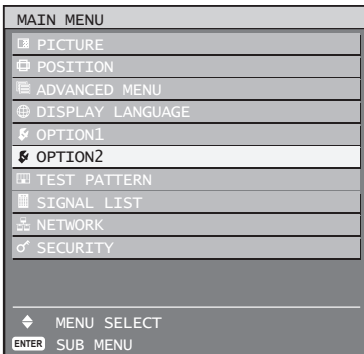 MAIN MENU
PICTURE
POSITION
ADVANCED MENU
DISPLAY LANGUAGE
OPTION1
OPTION2
TEST PATTERN
SIGNAL LIST
NETWORK
SECURITY
MENU SELECT
ENTER SUB MENU